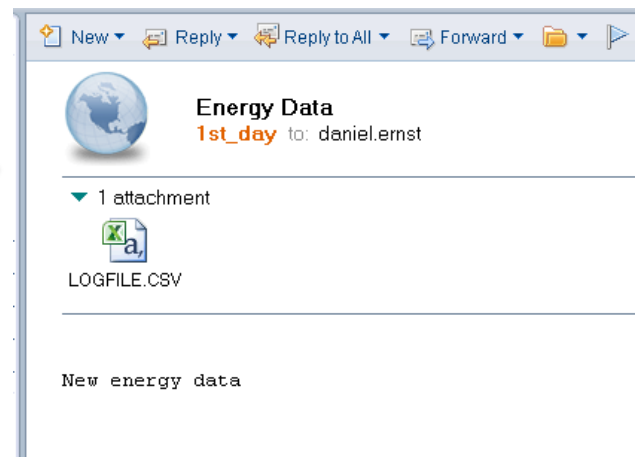 New Reply Reply to All Forward
Energy Data
1st_day to: daniel.ernst
1 attachment
a,
LOGFILE.CSV
New energy data